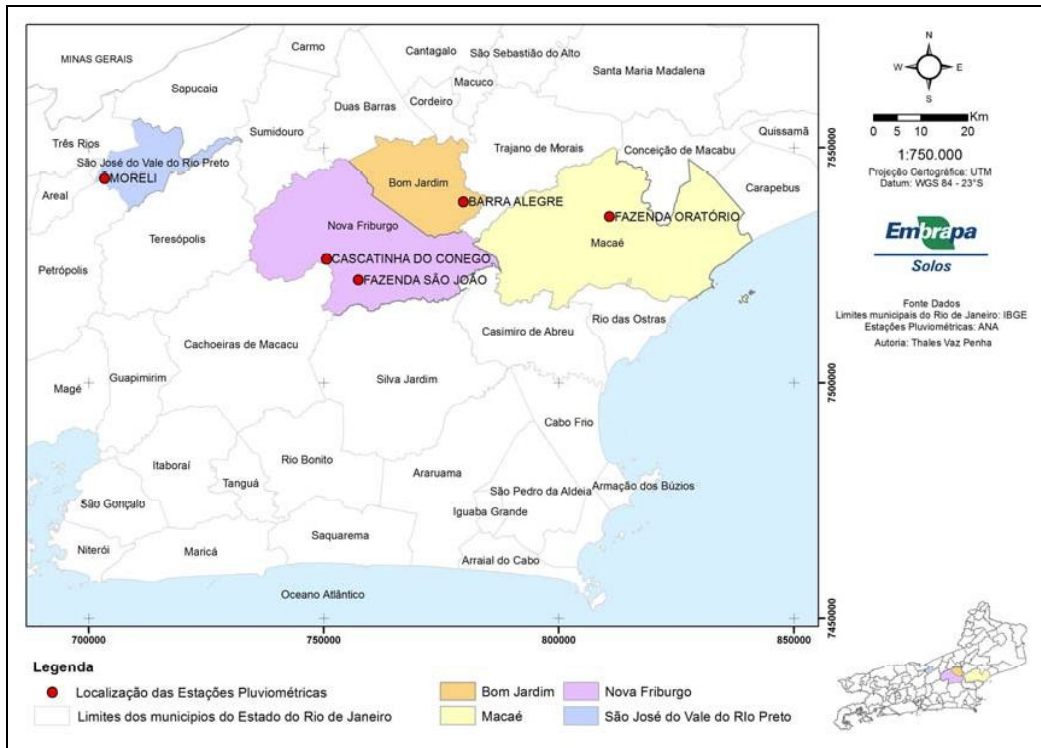 MINAS GERAIS
Carmo
Cantagalo
São Sebastião do Alto
Santa Maria Madalena
Sapucaia
Macuco
Duas Barras
Cordeiro
Três Rios
Sumidouro
Trajano de Morais
Conceição de Macabu
Quissamã
São José do Vale do Rio Preto
MORELI
Areal
Bom Jardim
Carapebus
BARRA ALEGRE
FAZENDA ORATÓRIO
Nova Friburgo
Teresópolis
Macaé
CASCATINHA DO CONEGO
Petrópolis
FAZENDA SÃO JOÃO
Rio das Ostras
Casimiro de Abreu
Cachoeiras de Macacu
Guapimirim
Magé
Silva Jardim
Cabo Frio
Itaboraí
Rio Bonito
Araruama
Tanguá
São Pedro da Aldeia
Armação dos Búzios
São Gonçalo
Iguaba Grande
Saquarema
Niterói
Maricá
Arraial do Cabo
Oceano Atlântico
700000
750000
800000
850000
7550000
7500000
7450000
N
W
E
S
Km
0 5 10 20
1:750.000
Projeção Cartográfica: UTM
Datum: WGS 84 - 23°S
Embrapa
Solos
Fonte Dados
Limites municipais do Rio de Janeiro: IBGE
Estações Pluviométricas: ANA
Autoria: Thales Vaz Penha
Legenda
Localização das Estações Pluviométricas
Limites dos municipios do Estado do Rio de Janeiro
Bom Jardim
Macaé
Nova Friburgo
São José do Vale do RIo Preto